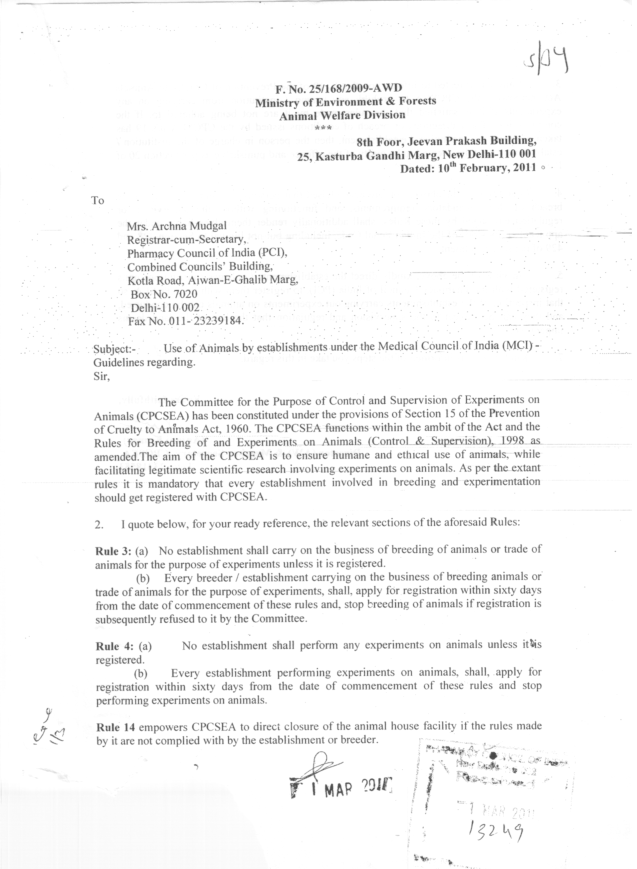 5/24
F. No. 25/168/2009-AWD
Ministry of Environment & Forests
Animal Welfare Division
***
8th Foor, Jeevan Prakash Building,
25, Kasturba Gandhi Marg, New Delhi-110 001
Dated: 10th February, 2011
To
Mrs. Archna Mudgal
Registrar-cum-Secretary,
Pharmacy Council of India (PCI),
Combined Councils' Building,
Kotla Road, Aiwan-E-Ghalib Marg,
Box No. 7020
Delhi-110 002
Fax No. 011- 23239184.
Subject:- Use of Animals by establishments under the Medical Council of India (MCI) -
Guidelines regarding.
Sir,
The Committee for the Purpose of Control and Supervision of Experiments on
Animals (CPCSEA) has been constituted under the provisions of Section 15 of the Prevention
of Cruelty to Animals Act, 1960. The CPCSEA functions within the ambit of the Act and the
Rules for Breeding of and Experiments on Animals (Control & Supervision), 1998 as
amended.The aim of the CPCSEA is to ensure humane and ethical use of animals, while
facilitating legitimate scientific research involving experiments on animals. As per the extant
rules it is mandatory that every establishment involved in breeding and experimentation
should get registered with CPCSEA.
2. I quote below, for your ready reference, the relevant sections of the aforesaid Rules:
Rule 3: (a) No establishment shall carry on the business of breeding of animals or trade of
animals for the purpose of experiments unless it is registered.
(b) Every breeder / establishment carrying on the business of breeding animals or
trade of animals for the purpose of experiments, shall, apply for registration within sixty days
from the date of commencement of these rules and, stop breeding of animals if registration is
subsequently refused to it by the Committee.
Rule 4: (a) No establishment shall perform any experiments on animals unless it is
registered.
(b) Every establishment performing experiments on animals, shall, apply for
registration within sixty days from the date of commencement of these rules and stop
performing experiments on animals.
Rule 14 empowers CPCSEA to direct closure of the animal house facility if the rules made
by it are not complied with by the establishment or breeder.
1 MAR 2011
1 MAR 2011
13249